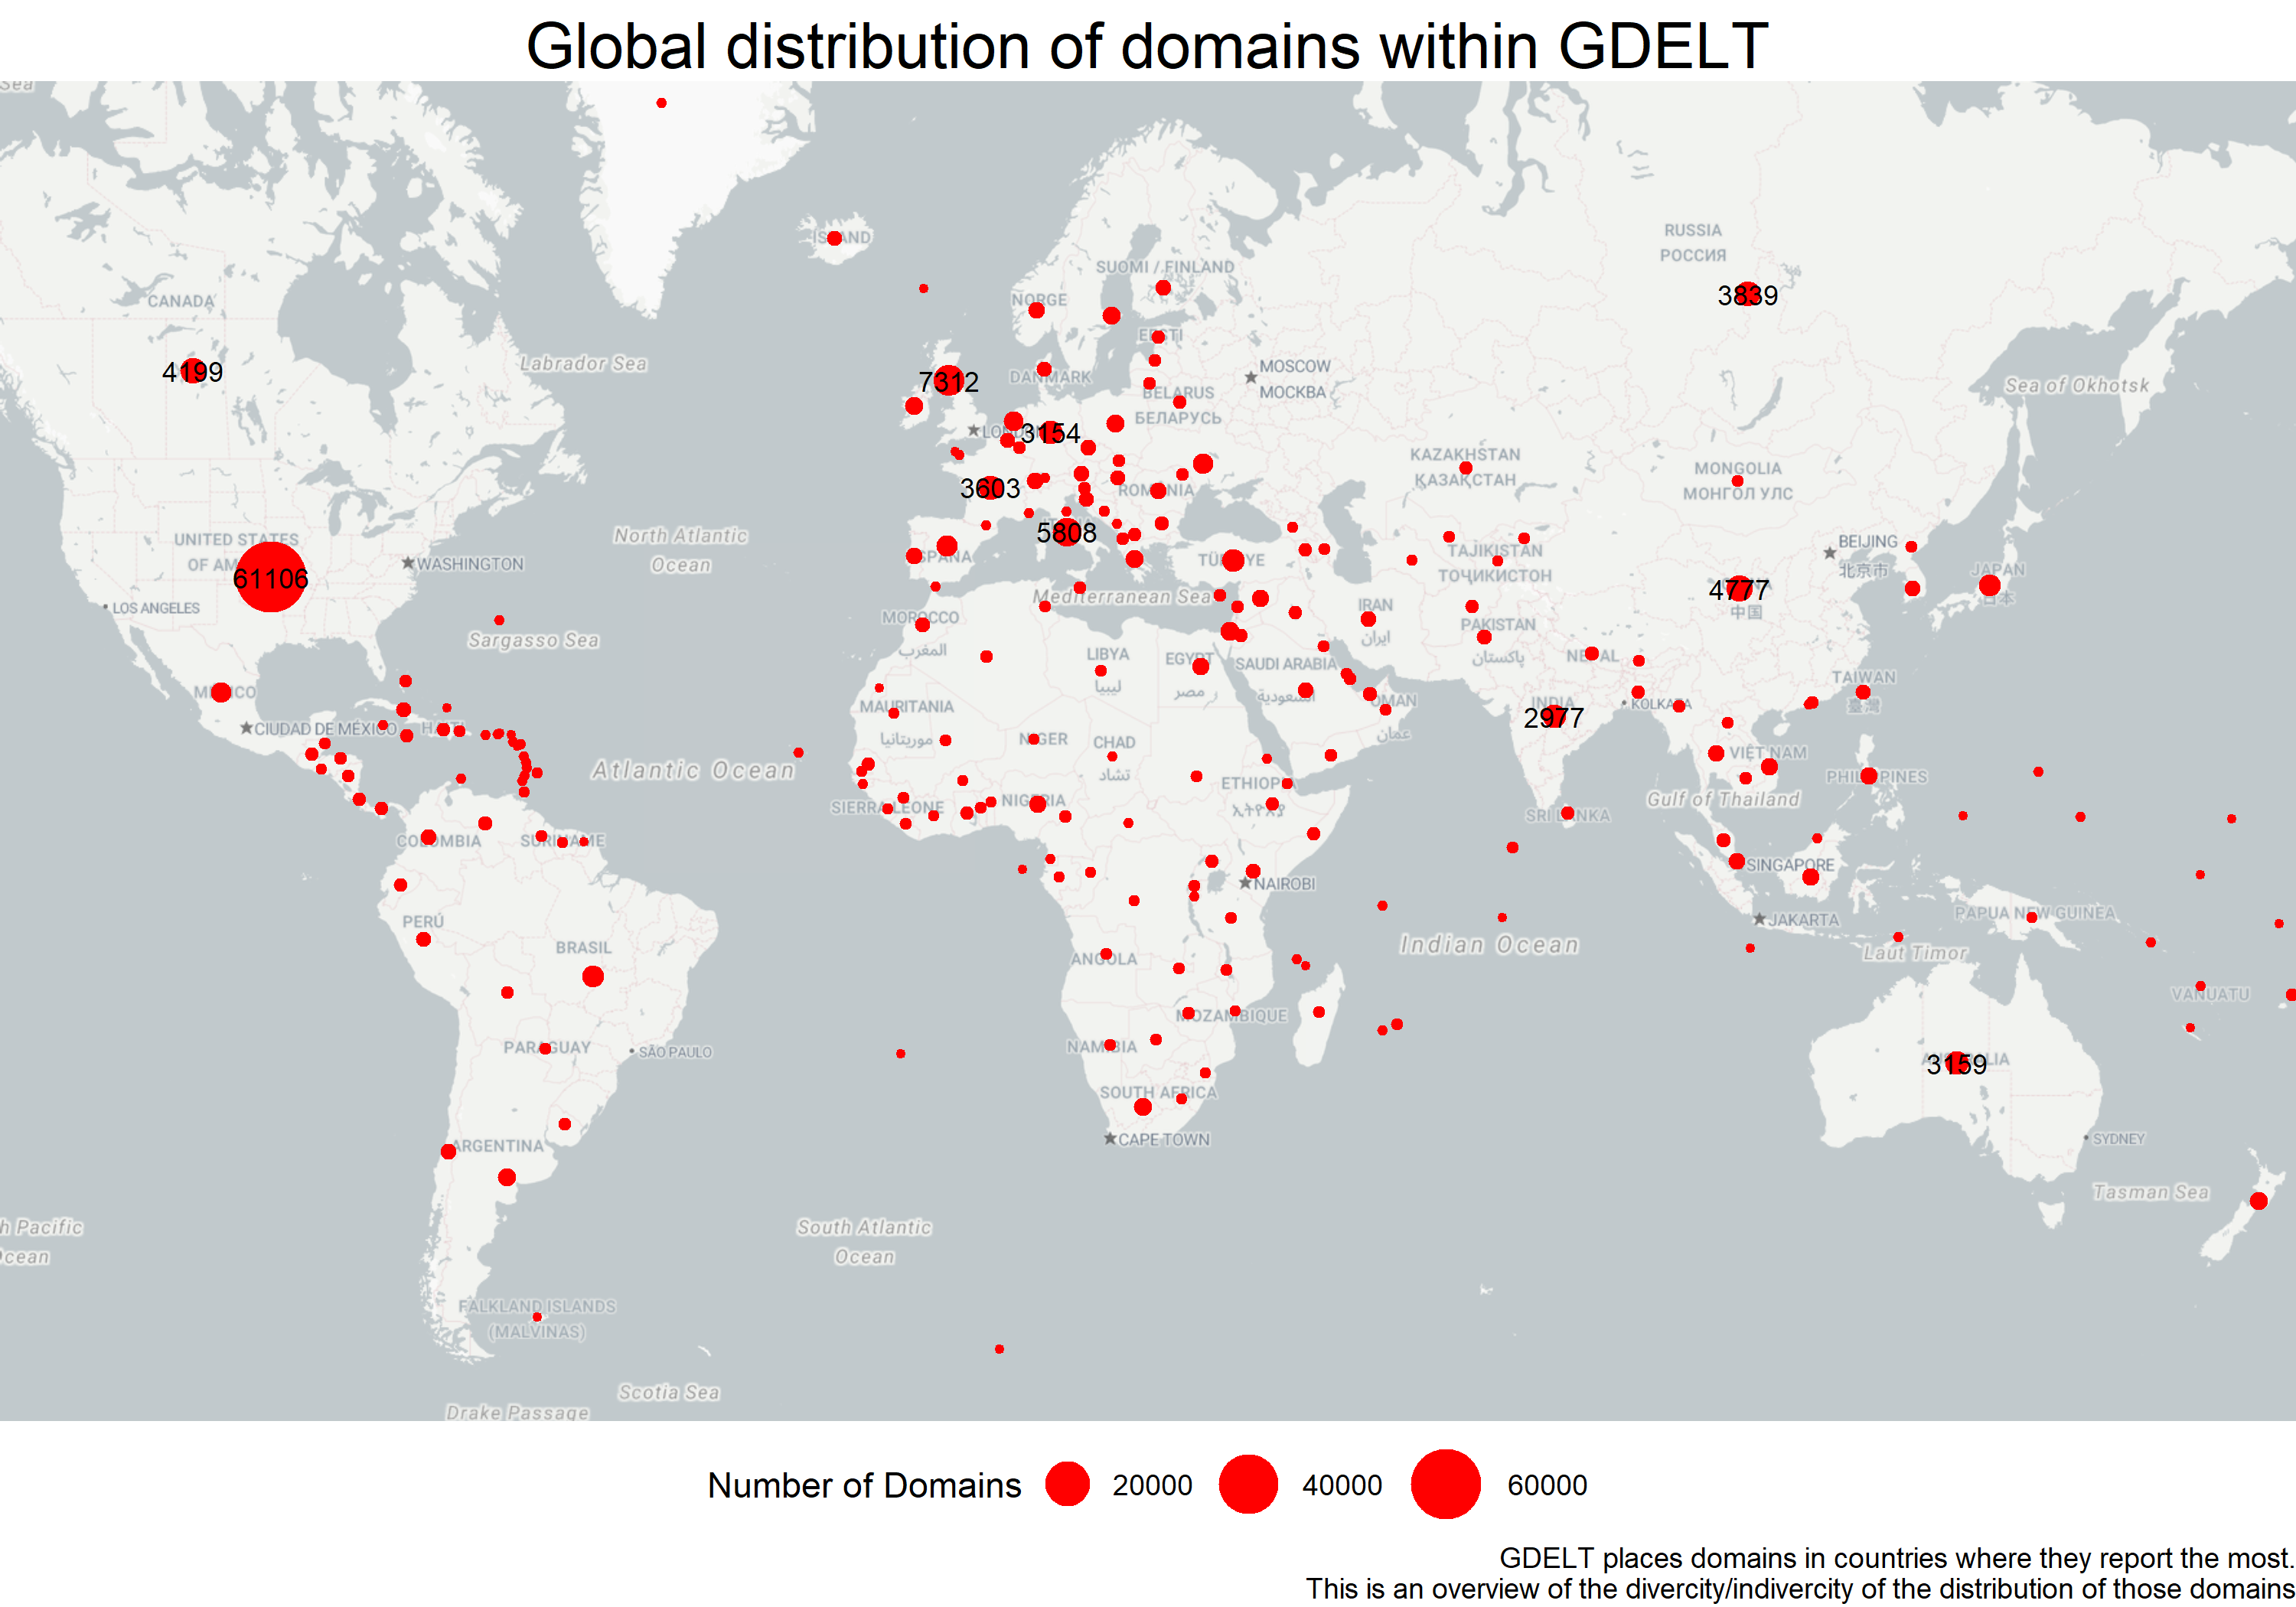 Global distribution of domains within GDELT
Sea
ISLAND
RUSSIA
РОССИЯ
SUOMI / FINLAND
NORGE
CANADA
3839
4199
Labrador Sea
7312
DANMARK
EESTI
MOSCOW
МОСКВА
Sea of Okhotsk
BELARUS
БЕЛАРУСЬ
3154
KAZAKHSTAN
ҚАЗАҚСТАН
MONGOLIA
МОНГОЛ УЛС
3603
ROMÂNIA
UNITED STATES
OF AM
61106
WASHINGTON
North Atlantic
Ocean
5808
ESPAÑA
TÜRKİYE
TAJIKISTAN
ТОҶИКИСТОН
BEIJING
北京市
JAPAN
日本
4777
中国
LOS ANGELES
Sargasso Sea
Mediterranean Sea
MOROCCO
المغرب
IRAN
ایران
PAKISTAN
پاکستان
LIBYA
ليبيا
EGYPT
مصر
SAUDI ARABIA
السعودية
NEPAL
TAIWAN
臺灣
MÉXICO
CIUDAD DE MÉXICO
HAITI
MAURITANIA
موريتانيا
OMAN
عمان
INDIA
2977
KOLKATA
NIGER
CHAD
تشاد
VIỆT NAM
Atlantic Ocean
PHILIPPINES
ETHIOPIA
ኢትዮጵያ
SIERRA LEONE
NIGERIA
Gulf of Thailand
SRI LANKA
COLOMBIA
SURINAME
SINGAPORE
NAIROBI
PERÚ
BRASIL
JAKARTA
PAPUA NEW GUINEA
Indian Ocean
Laut Timor
ANGOLA
VANUATU
MOZAMBIQUE
PARAGUAY
SÃO PAULO
NAMIBIA
AUSTRALIA
3159
SOUTH AFRICA
CAPE TOWN
ARGENTINA
SYDNEY
Tasman Sea
h Pacific
Ocean
South Atlantic
Ocean
FALKLAND ISLANDS
(MALVINAS)
Scotia Sea
Drake Passage
Number of Domains 20000 40000 60000
GDELT places domains in countries where they report the most.
This is an overview of the divercity/indivercity of the distribution of those domains